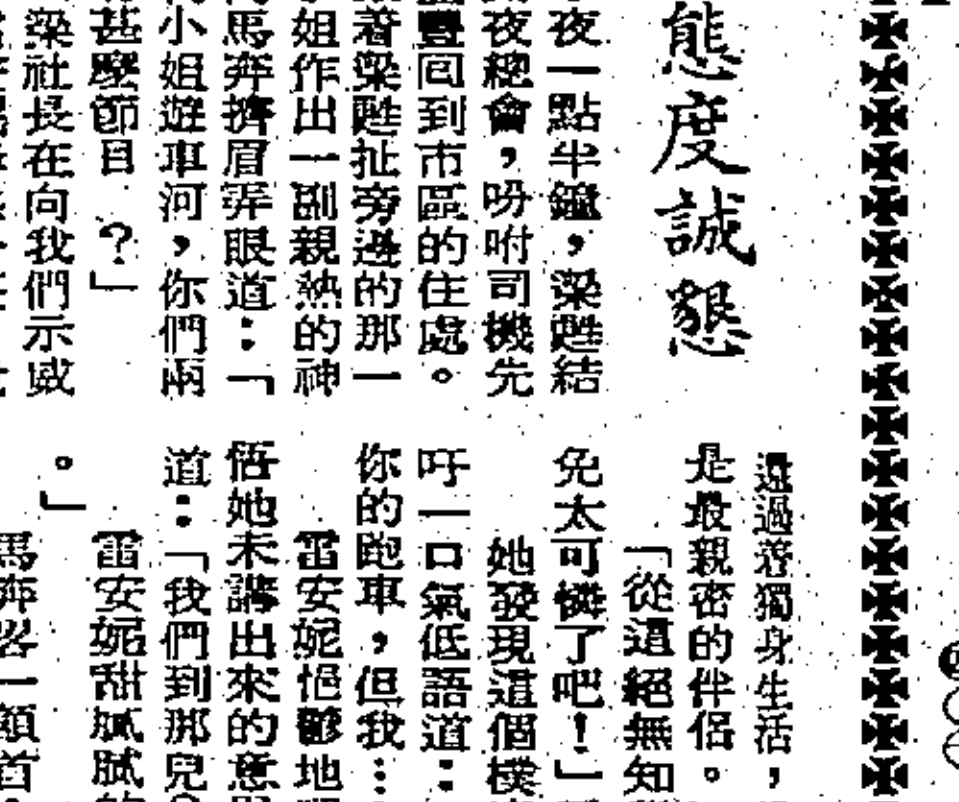 態度誠懇
夜一點半鐘，梁甦結
夜總會，吩咐司機先
回到市區的住處。
着梁甦扯旁邊的那一
姐作出一副親熱的神
馬奔擠眉弄眼道：「
小姐遊車河，你們兩
甚麼節目？」
梁社長在向我們示威
還過着獨身生活，
是最親密的伴侶。
「從這絕無知
免太可憐了吧！」
她發現這個樸
吁一口氣低語道：
你的跑車，但我…
雷安妮悒鬱地
悟她未講出來的意
道：「我們到那兒
雷安妮甜膩膩的
。」
馬奔略一頷首